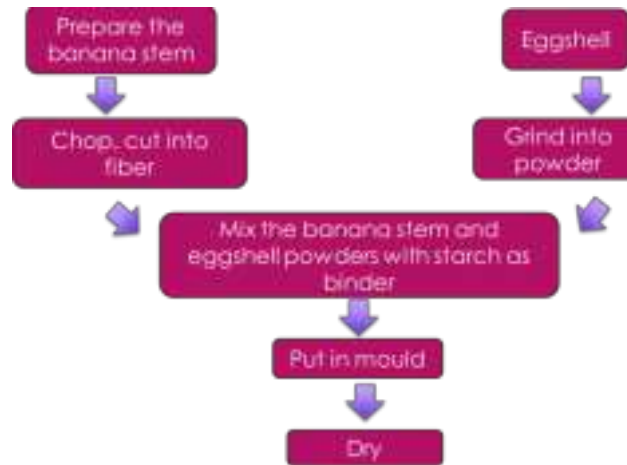 Prepare the
banana stem
Eggshell
Chop, cut into
fiber
Grind into
powder
Mix the banana stem and
eggshell powders with starch as
binder
Put in mould
Dry